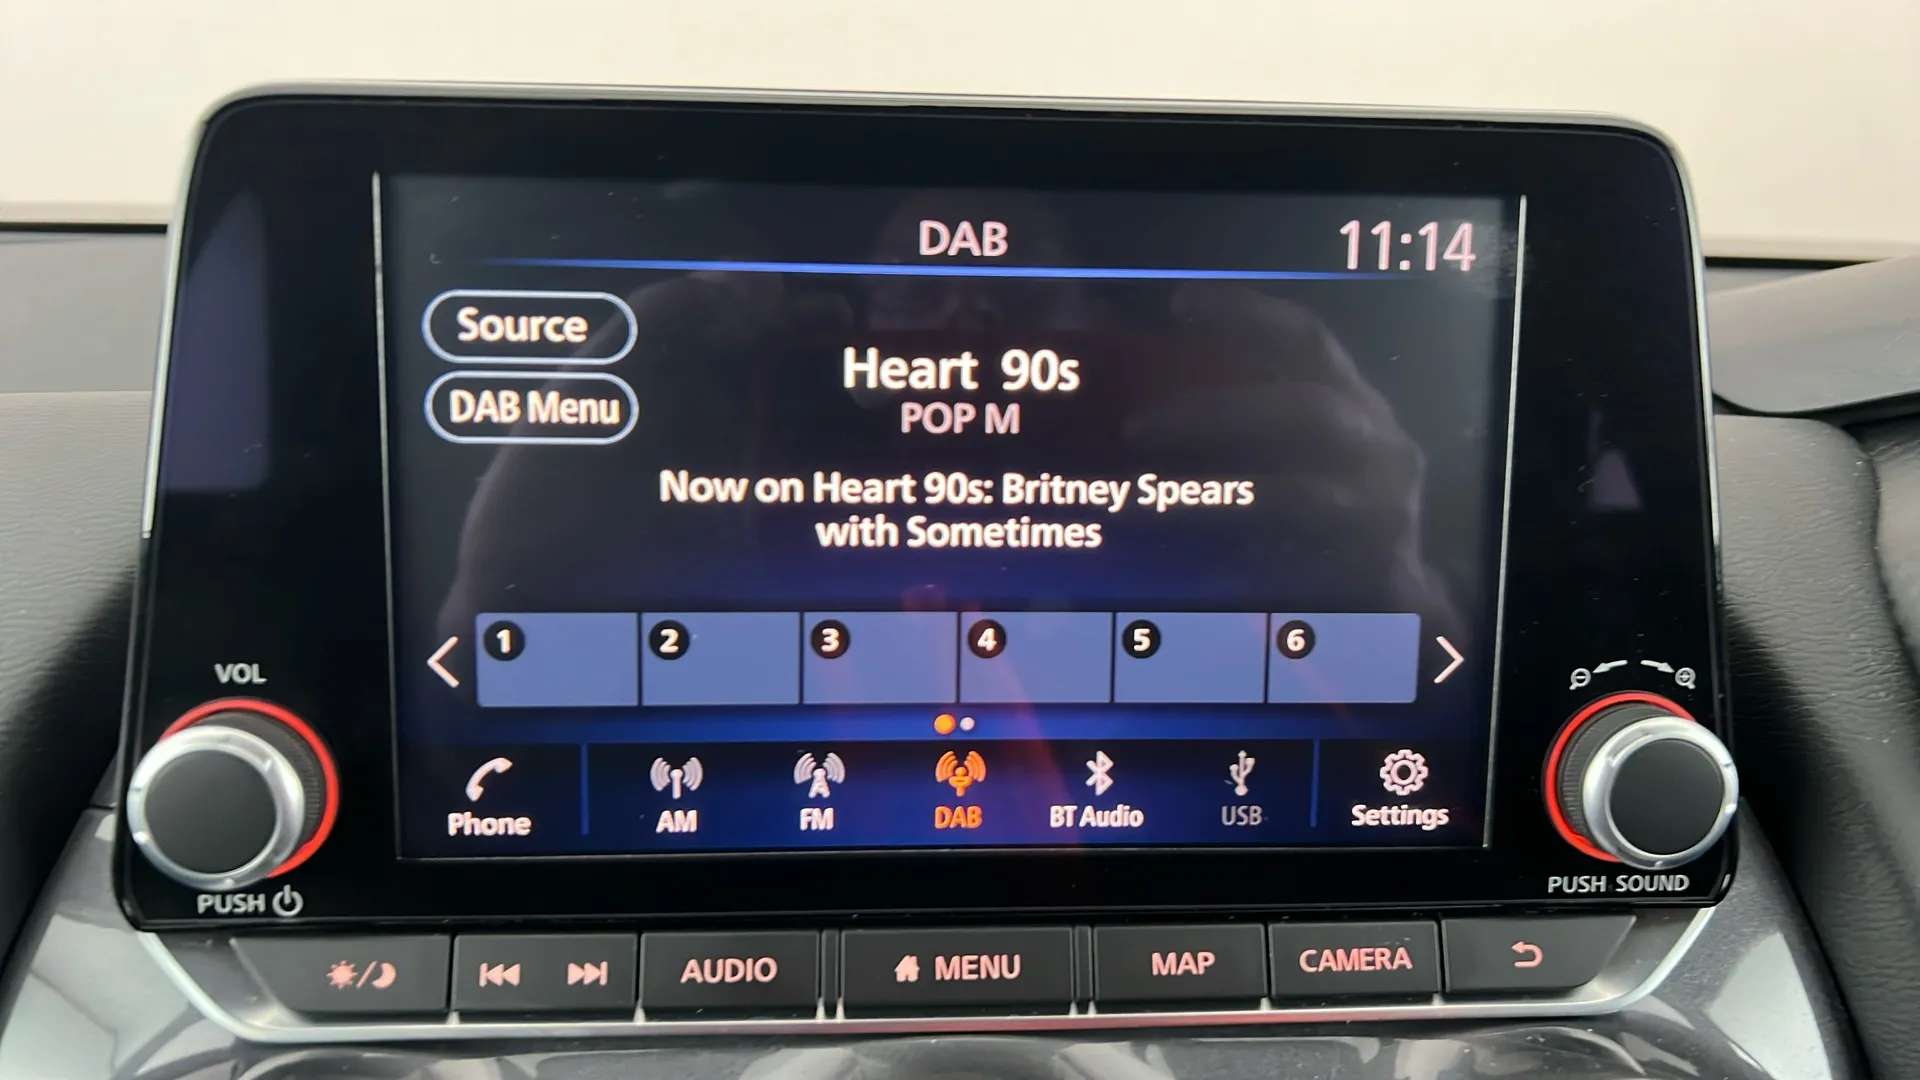 DAB
11:14
Source
DAB Menu
Heart 90s
POP M
Now on Heart 90s: Britney Spears
with Sometimes
1 2 3 4 5 6
Phone AM FM DAB BT Audio USB Settings
VOL
PUSH
PUSH SOUND
AUDIO MENU MAP CAMERA